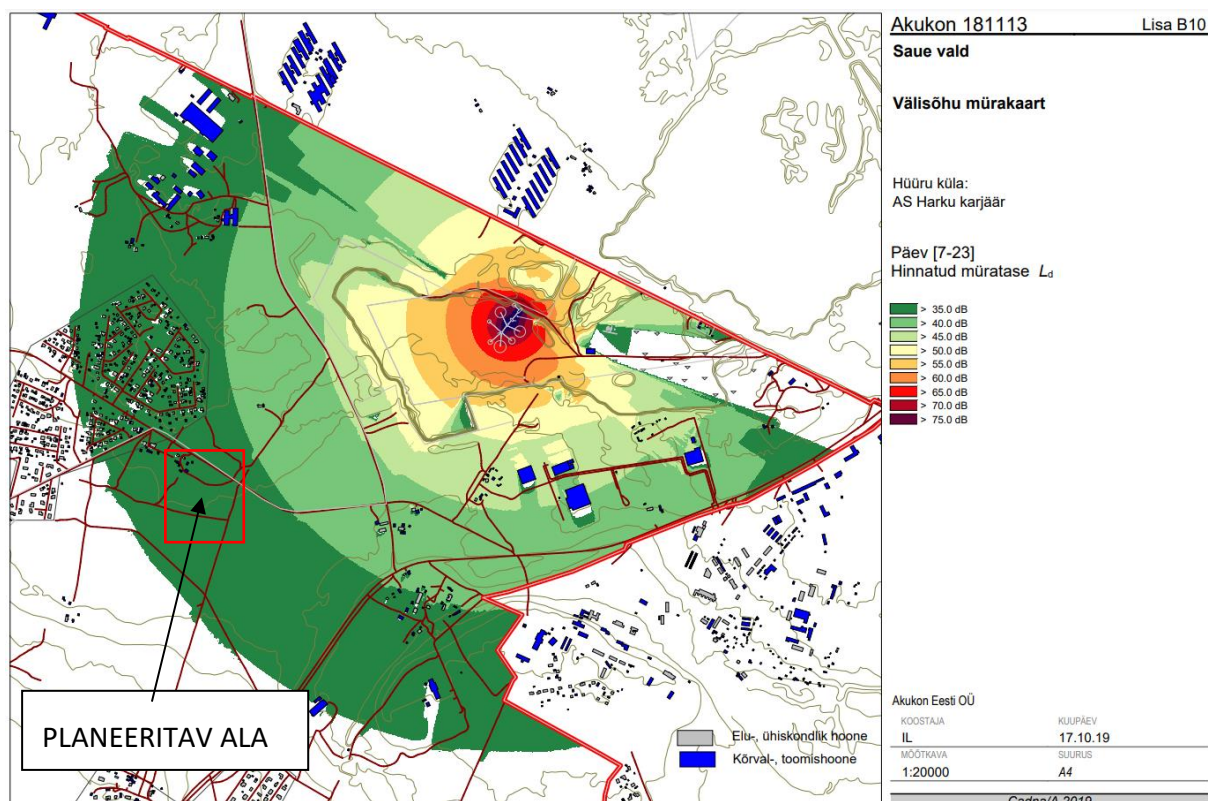 Akukon 181113 Lisa B10
Saue vald
Välisõhu mürakaart
Hüüru küla:
AS Harku karjäär
Päev [7-23]
Hinnatud müratase Ld
> 35.0 dB
> 40.0 dB
> 45.0 dB
> 50.0 dB
> 55.0 dB
> 60.0 dB
> 65.0 dB
> 70.0 dB
> 75.0 dB
PLANEERITAV ALA
Elu-, ühiskondlik hoone
Kõrval-, toomishoone
Akukon Eesti OÜ
KOOSTAJA KUUPÄEV
IL 17.10.19
MÕÕTKAVA SUURUS
1:20000 A4
Cadna/A 2019